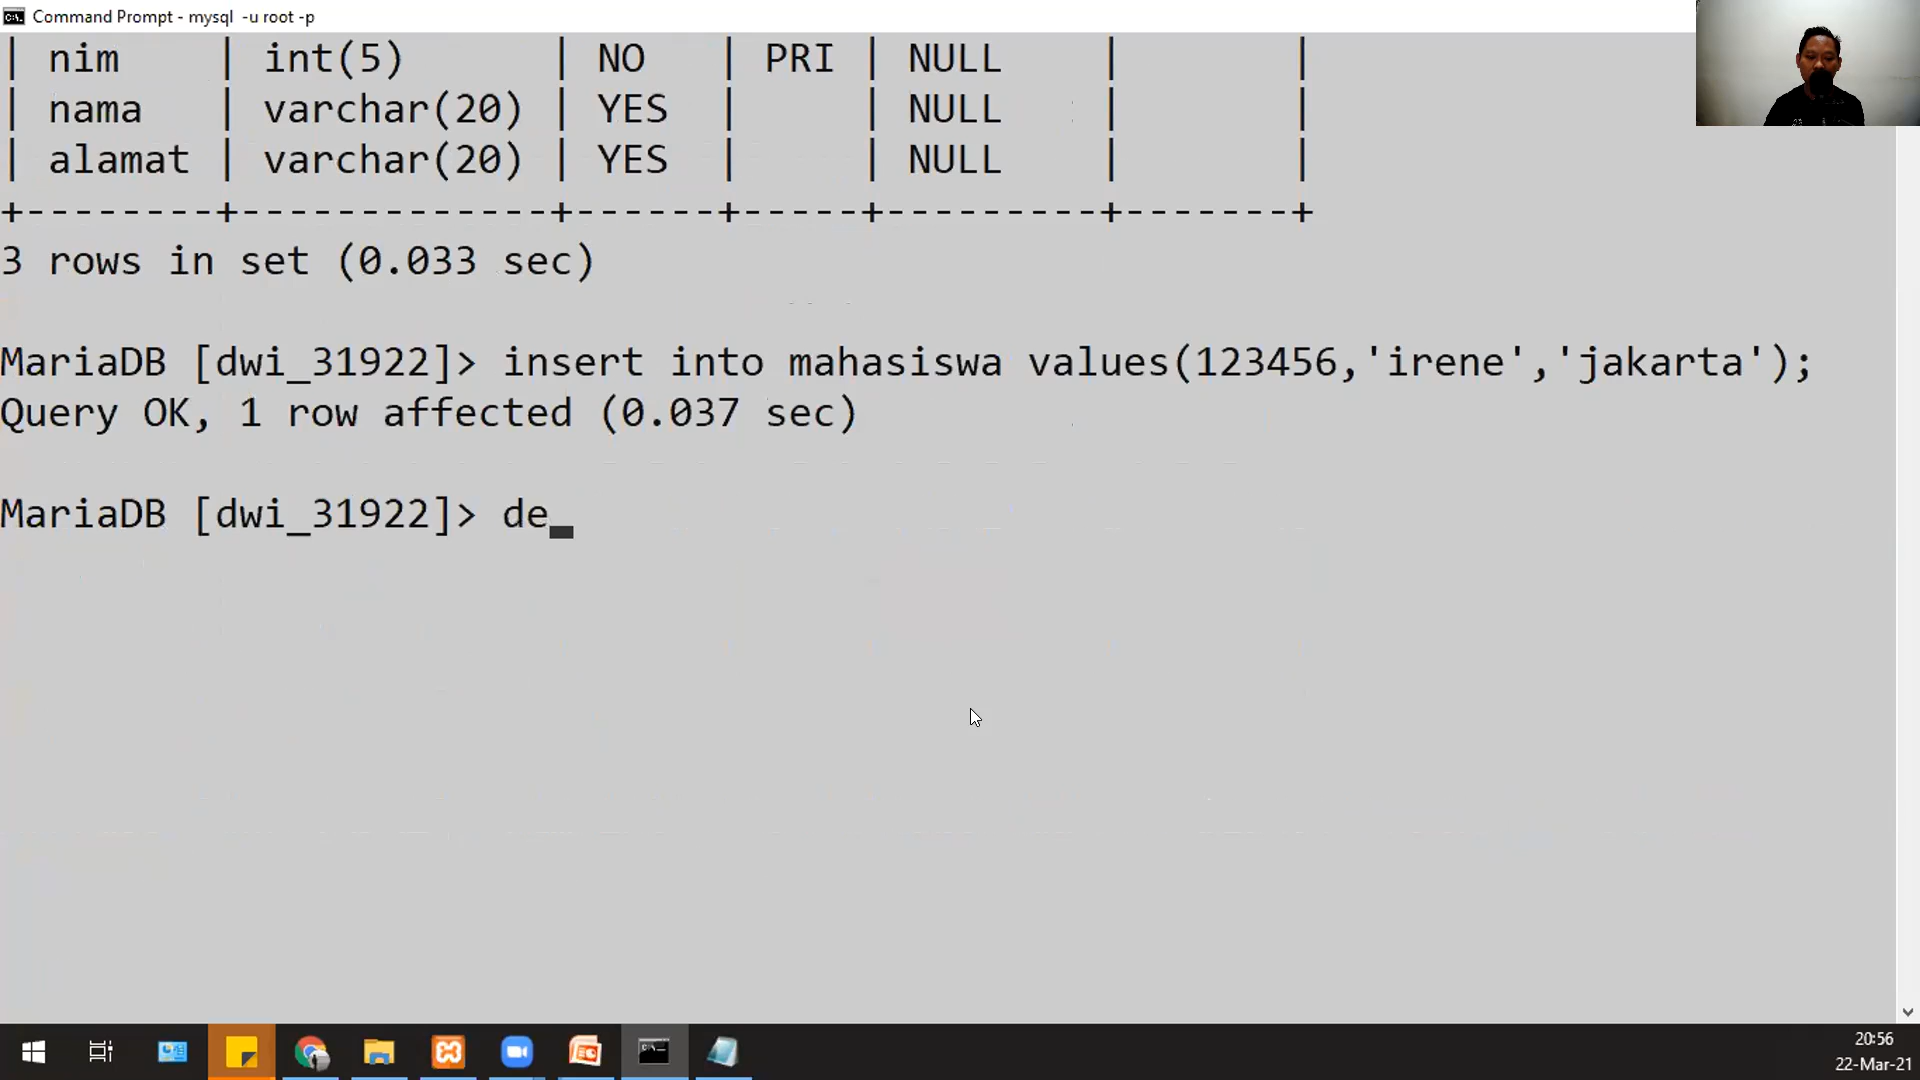 Command Prompt - mysql -u root -p
| nim | int(5) | NO | PRI | NULL | |
| nama | varchar(20) | YES | | NULL | |
| alamat | varchar(20) | YES | | NULL | |
+--------+-------------+------+-----+---------+-------+
3 rows in set (0.033 sec)
MariaDB [dwi_31922]> insert into mahasiswa values(123456,'irene','jakarta');
Query OK, 1 row affected (0.037 sec)
MariaDB [dwi_31922]> de_
20:56
22-Mar-21